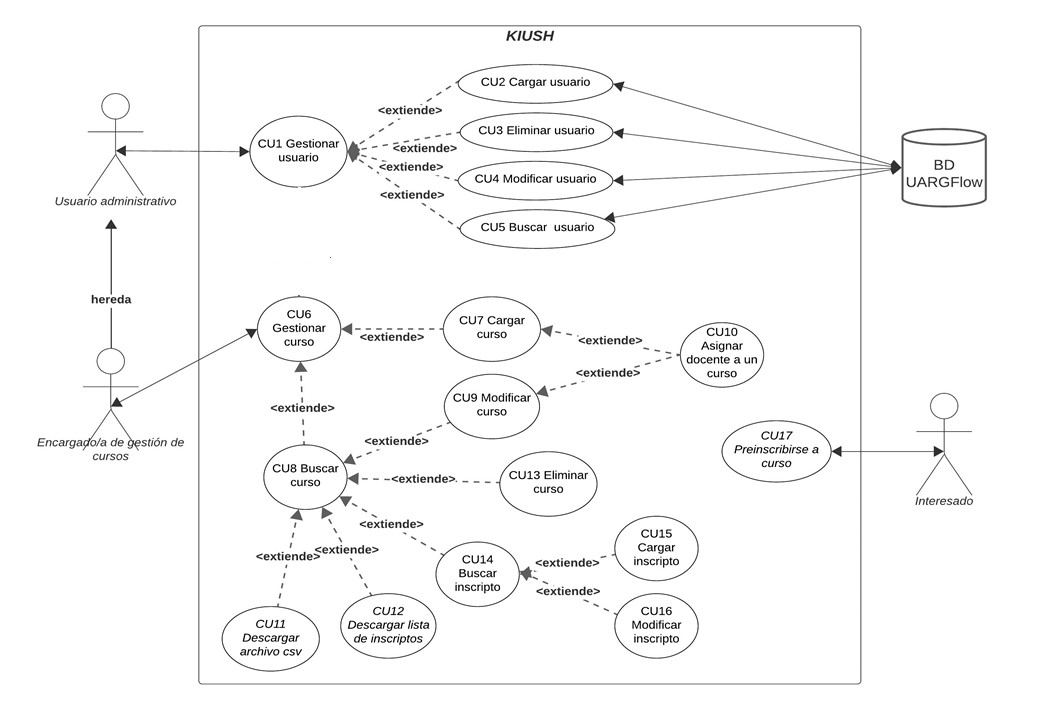 KIUSH
CU2 Cargar usuario
<extiende>
CU3 Eliminar usuario
CU1 Gestionar
usuario
<extiende>
<extiende>
CU4 Modificar usuario
<extiende>
CU5 Buscar usuario
BD
UARGFlow
Usuario administrativo
hereda
Encargado/a de gestión de
cursos
CU6
Gestionar
curso
<extiende>
CU7 Cargar
curso
<extiende>
<extiende>
CU10
Asignar
docente a un
curso
<extiende>
CU9 Modificar
curso
<extiende>
CU8 Buscar
curso
<extiende>
CU13 Eliminar
curso
CU17
Preinscribirse a
curso
Interesado
<extiende>
<extiende>
<extiende>
CU14
Buscar
inscripto
<extiende>
<extiende>
CU15
Cargar
inscripto
CU16
Modificar
inscripto
CU11
Descargar
archivo csv
CU12
Descargar lista
de inscriptos